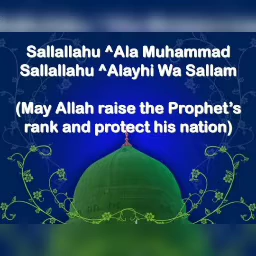 Sallallahu ^Ala Muhammad
Sallallahu ^Alayhi Wa Sallam
(May Allah raise the Prophet's
rank and protect his nation)